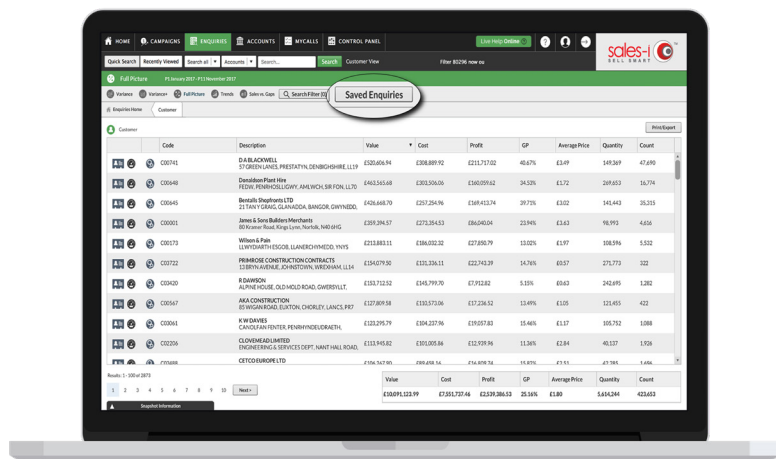 HOME CAMPAIGNS ENQUIRIES ACCOUNTS MYCALLS CONTROL PANEL Live Help Online
sales-i
SELL SMART
Quick Search Recently Viewed Search all Accounts Search... Search Customer View
Full Picture P1 January 2017 - P11 November 2017
Variance Variance+ Full Picture Trends Sales vs. Gaps Search Filter (0) Saved Enquiries
Enquiries Home Customer
Customer Print/Export
Code Description Value Cost Profit GP Average Price Quantity Count
C00741 D A BLACKWELL £520,606.94 £308,889.92 £211,717.02 40.67% £3.49 149,369 47,690
57 GREEN LANES, PRESTATYN, DENBIGHSHIRE, LL19
C00648 Donaldson Plant Hire £463,565.68 £303,506.06 £160,059.62 34.53% £1.72 269,653 16,774
FEDW, PENRHOSLLIGWY, AMLWCH, SIR FON, LL70
C00645 Bentalls Shopfronts LTD £426,668.70 £257,254.96 £169,413.74 39.71% £3.02 141,443 35,315
21 TAN Y GRAIG, GLANADDA, BANGOR, GWYNEDD,
C00001 James & Sons Builders Merchants £359,394.57 £273,354.53 £86,040.04 23.94% £3.63 98,993 4,616
80 Kramer Road, Kings Lynn, Norfolk, N40 6HG
C00173 Wilson & Pain £213,883.11 £186,032.32 £27,850.79 13.02% £1.97 108,596 5,532
LLWYDIARTH ESGOB, LLANERCHYMEDD, YNYS
C03722 PRIMROSE CONSTRUCTION CONTRACTS £154,079.50 £131,336.11 £22,743.39 14.76% £0.57 271,773 322
13 BRYN AVENUE, JOHNSTOWN, WREXHAM, LL14
C03420 R DAWSON £153,712.52 £145,799.70 £7,912.82 5.15% £0.63 242,695 1,282
ALPINE HOUSE, OLD MOLD ROAD, GWERSYLLT,
C00567 AKA CONSTRUCTION £127,809.58 £110,573.06 £17,236.52 13.49% £1.05 121,455 422
85 WIGAN ROAD, EUXTON, CHORLEY, LANCS, PR7
C03061 K W DAVIES £123,295.79 £104,237.96 £19,057.83 15.46% £1.17 105,752 1,088
CANOL FAN FENTER, PENRHYNDEUDRAETH,
C02206 CLOVEMEAD LIMITED £113,945.82 £101,005.86 £12,939.96 11.36% £2.84 40,137 1,926
ENGINEERING & SERVICES DEPT, NANT HALL ROAD,
CETCO EUROPE LTD
Results: 1 - 100 of 2873
1 2 3 4 5 6 7 8 9 10 Next >
Value Cost Profit GP Average Price Quantity Count
£10,091,123.99 £7,551,737.46 £2,539,386.53 25.16% £1.80 5,614,244 423,653
Snapshot Information